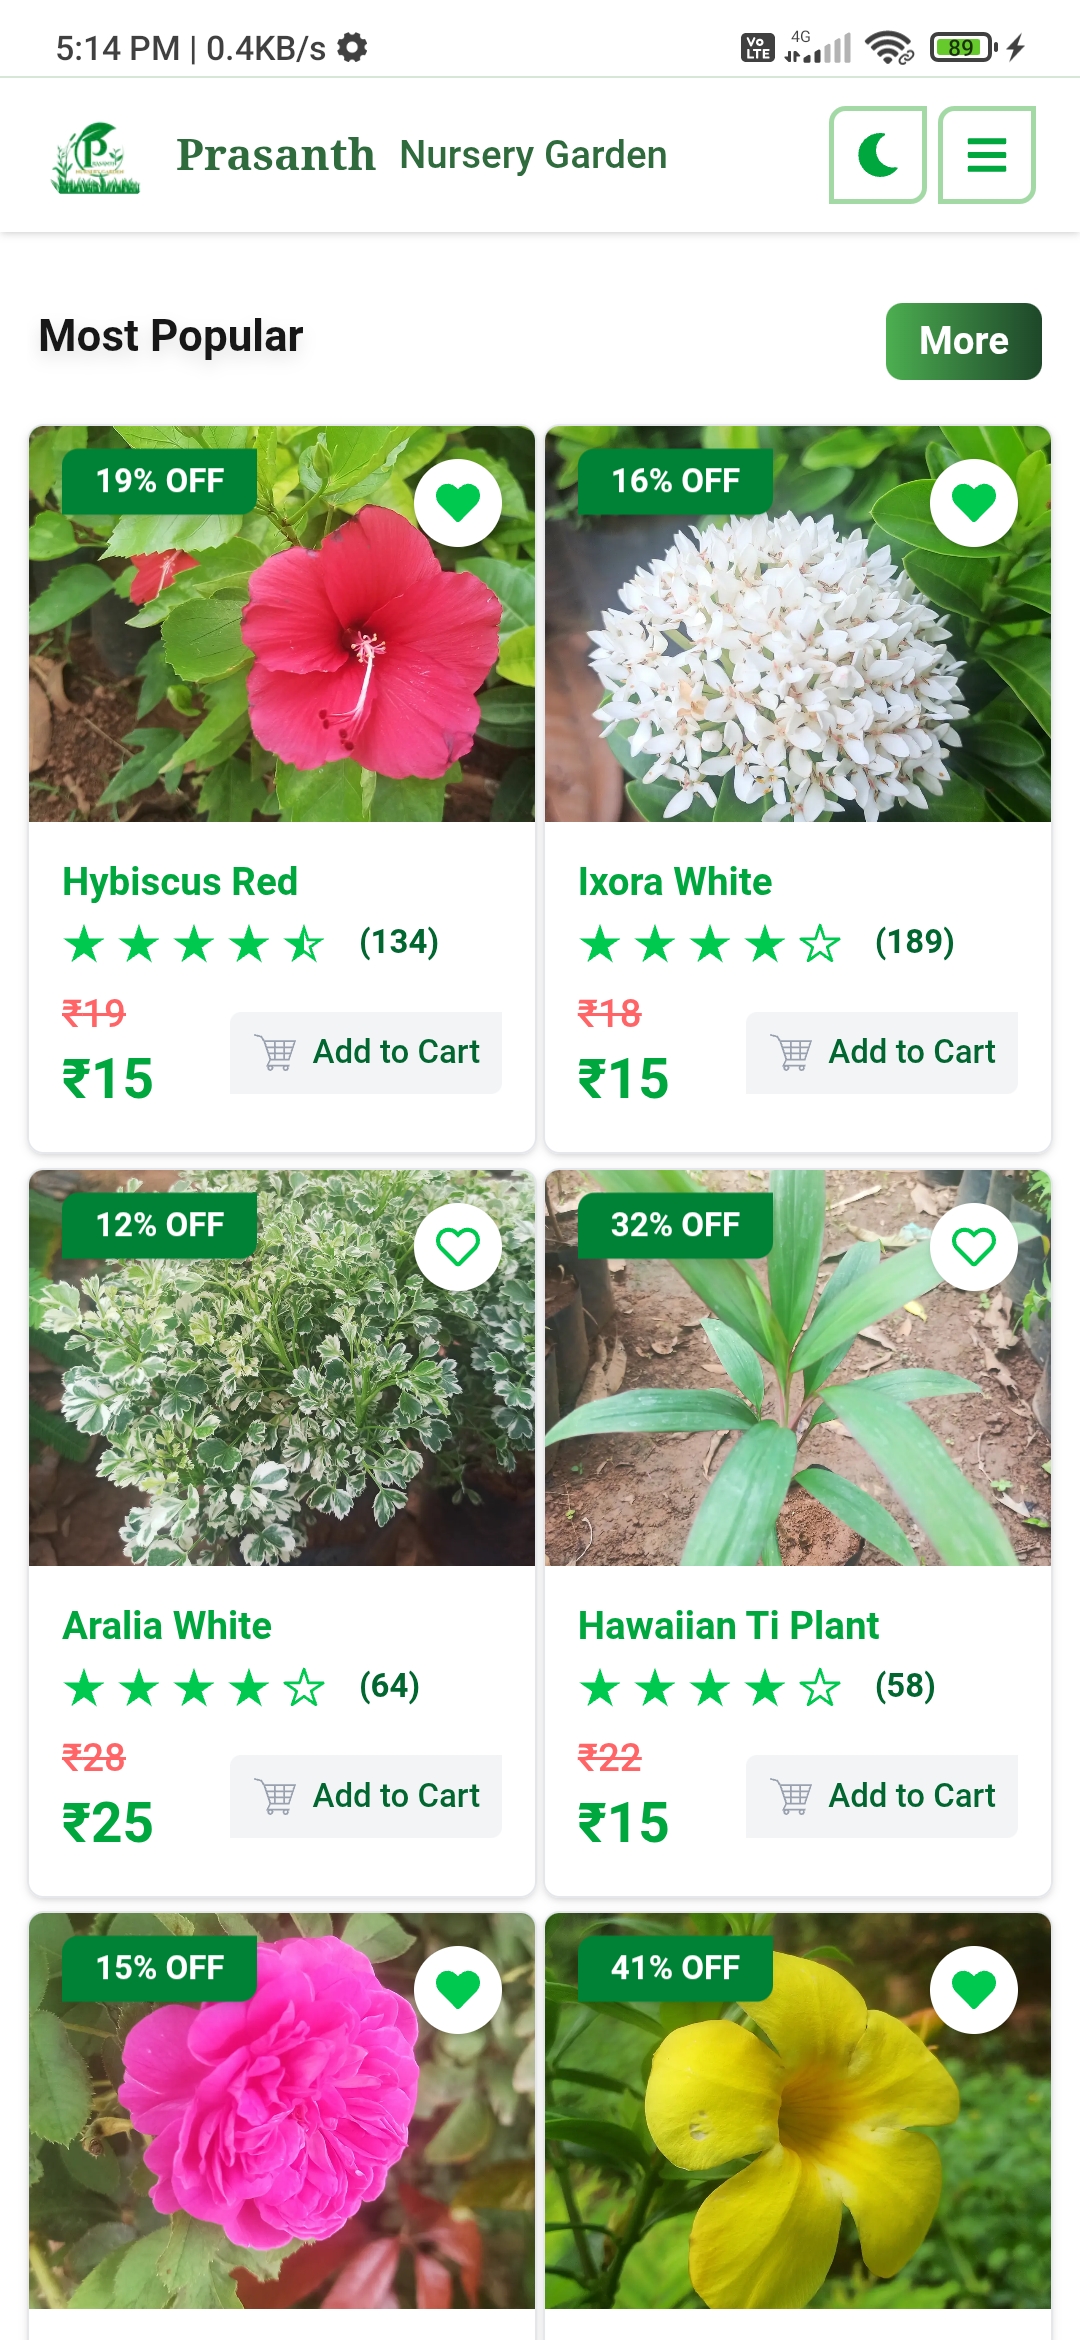 5:14 PM | 0.4KB/s
Vo LTE
4G
89
Prasanth Nursery Garden
Most Popular
More
19% OFF
16% OFF
Hybiscus Red
(134)
₹19
₹15
Add to Cart
Ixora White
(189)
₹18
₹15
Add to Cart
12% OFF
32% OFF
Aralia White
(64)
₹28
₹25
Add to Cart
Hawaiian Ti Plant
(58)
₹22
₹15
Add to Cart
15% OFF
41% OFF